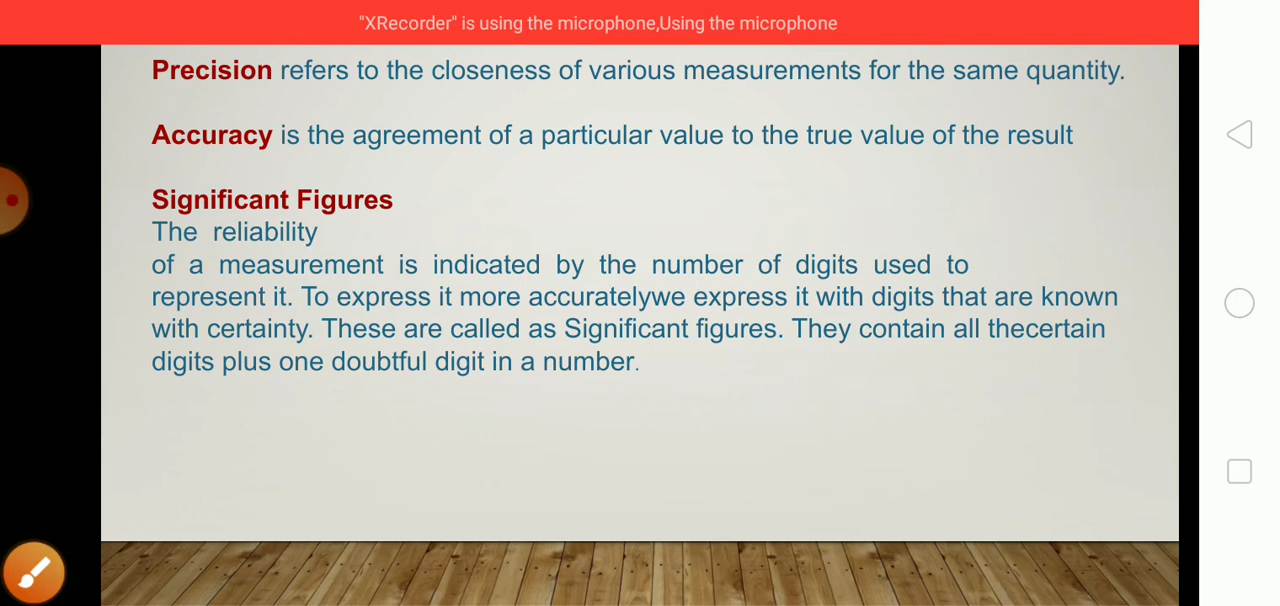 "XRecorder" is using the microphone,Using the microphone
Precision refers to the closeness of various measurements for the same quantity.
Accuracy is the agreement of a particular value to the true value of the result
Significant Figures
The reliability
of a measurement is indicated by the number of digits used to
represent it. To express it more accuratelywe express it with digits that are known
with certainty. These are called as Significant figures. They contain all thecertain
digits plus one doubtful digit in a number.